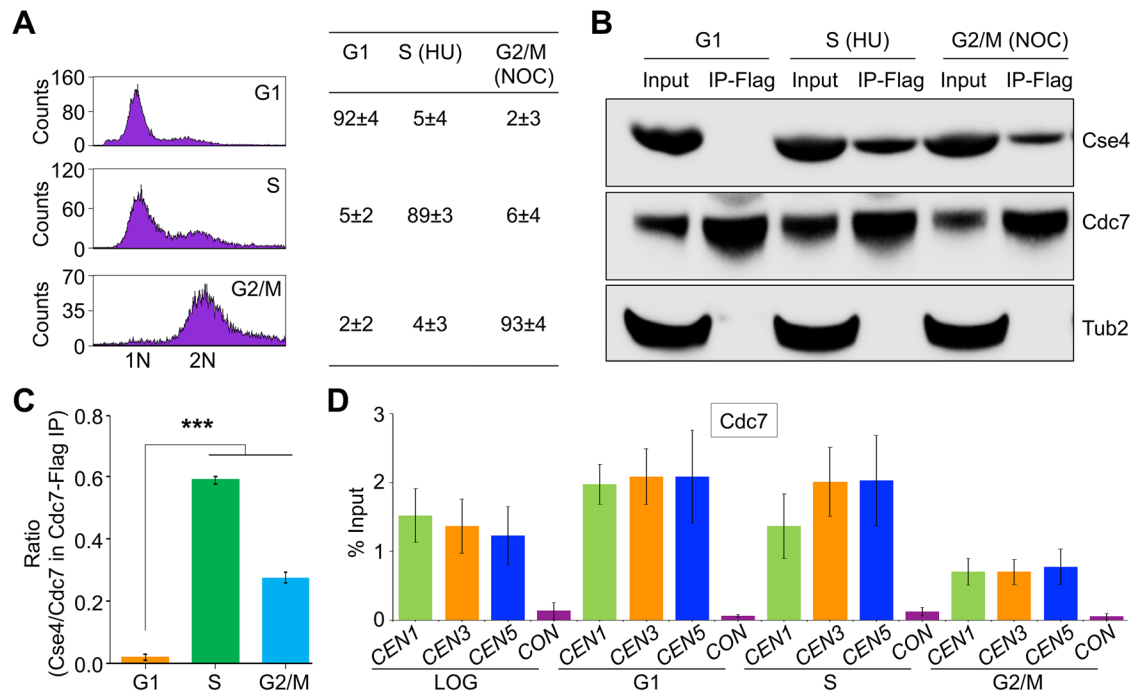 A
G1 S (HU) G2/M
(NOC)
160
80
0
Counts
G1
92±4 5±4 2±3
120
60
0
Counts
S
5±2 89±3 6±4
70
35
0
Counts
G2/M
2±2 4±3 93±4
1N 2N
B
G1 S (HU) G2/M (NOC)
Input IP-Flag Input IP-Flag Input IP-Flag
Cse4
Cdc7
Tub2
C
Ratio
(Cse4/Cdc7 in Cdc7-Flag IP)
0.8
0.6
0.4
0.2
0.0
***
G1 S G2/M
D
Cdc7
% Input
3
2
1
0
CEN1 CEN3 CEN5 CON CEN1 CEN3 CEN5 CON CEN1 CEN3 CEN5 CON CEN1 CEN3 CEN5 CON
LOG G1 S G2/M